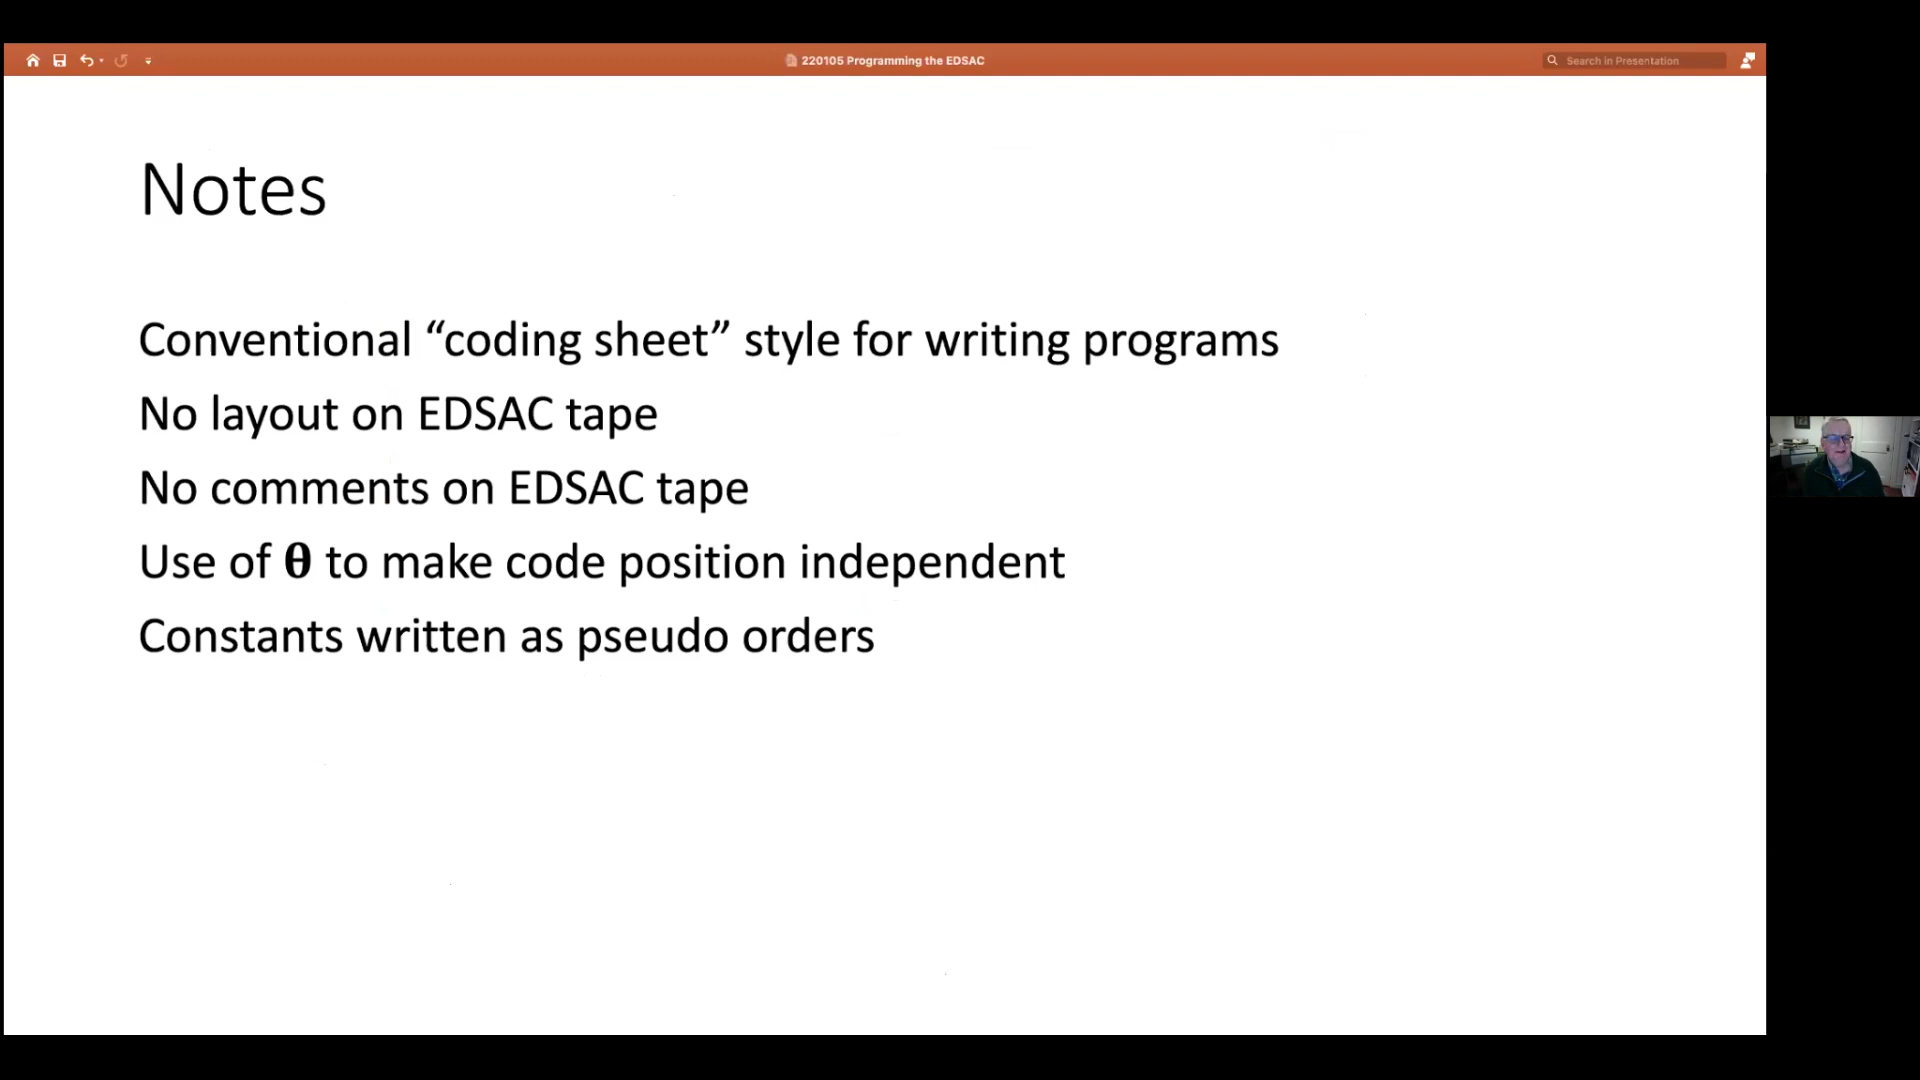 220105 Programming the EDSAC
Search in Presentation
Notes
Conventional “coding sheet” style for writing programs
No layout on EDSAC tape
No comments on EDSAC tape
Use of θ to make code position independent
Constants written as pseudo orders